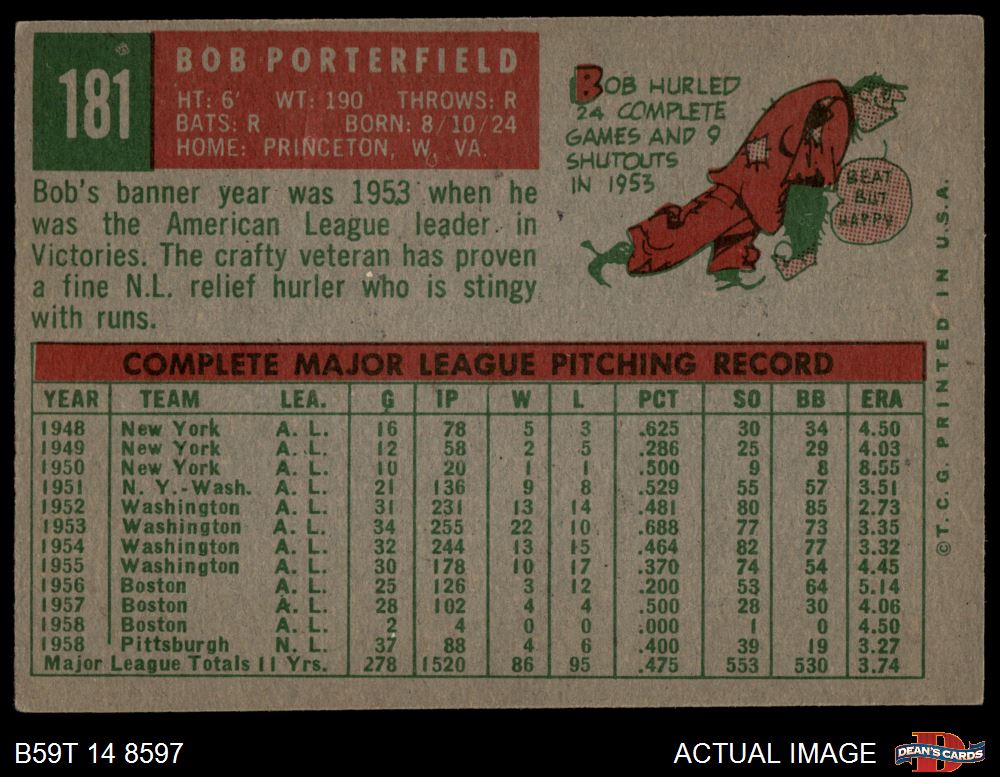 181
BOB PORTERFIELD
HT: 6' WT: 190 THROWS: R
BATS: R BORN: 8/10/24
HOME: PRINCETON, W. VA.
Bob's banner year was 1953 when he
was the American League leader in
Victories. The crafty veteran has proven
a fine N.L. relief hurler who is stingy
with runs.
BOB HURLED
24 COMPLETE
GAMES AND 9
SHUTOUTS
IN 1953
BEAT
BUT
HAPPY
COMPLETE MAJOR LEAGUE PITCHING RECORD
YEAR TEAM LEA. G IP W L PCT SO BB ERA
1948 New York A. L. 16 78 5 3 .625 30 34 4.50
1949 New York A. L. 12 58 2 5 .286 25 29 4.03
1950 New York A. L. 10 20 1 1 .500 9 8 8.55
1951 N. Y.-Wash. A. L. 21 136 9 8 .529 55 57 3.51
1952 Washington A. L. 31 231 13 14 .481 80 85 2.73
1953 Washington A. L. 34 255 22 10 .688 77 73 3.35
1954 Washington A. L. 32 244 13 15 .464 82 77 3.32
1955 Washington A. L. 30 178 10 17 .370 74 54 4.45
1956 Boston A. L. 25 126 3 12 .200 53 64 5.14
1957 Boston A. L. 28 102 4 4 .500 28 30 4.06
1958 Boston A. L. 2 4 0 0 .000 1 0 4.50
1958 Pittsburgh N. L. 37 88 4 6 .400 39 19 3.27
Major League Totals 11 Yrs. 278 1520 86 95 .475 553 530 3.74
©T. C. G. PRINTED IN U.S.A.
B59T 14 8597
ACTUAL IMAGE
DEAN'S CARDS